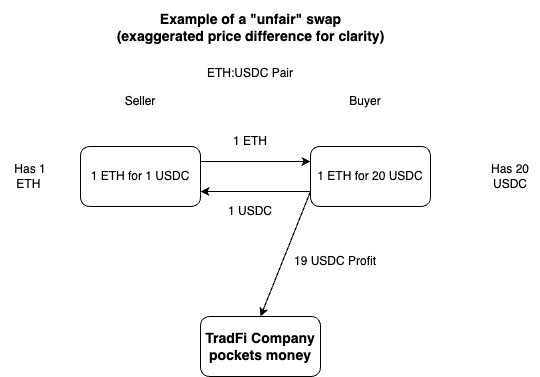 Example of a "unfair" swap
(exaggerated price difference for clarity)
ETH:USDC Pair
Seller
Buyer
1 ETH
Has 1
ETH
1 ETH for 1 USDC
1 ETH for 20 USDC
Has 20
USDC
1 USDC
19 USDC Profit
TradFi Company
pockets money